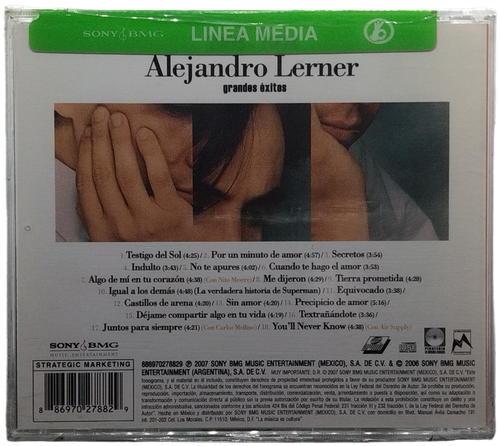 SONY BMG LINEA MEDIA
Alejandro Lerner
grandes éxitos
1. Testigo del Sol (4:25) 2. Por un minuto de amor (4:57) 3. Secretos (3:54)
4. Indulto (3:43) 5. No te apures (4:02) 6. Cuando te hago el amor (3:53)
7. Algo de mí en tu corazón (4:38) (Con Nito Mestre) 8. Me dijeron (4:29) 9. Tierra prometida (4:28)
10. Igual a los demás (4:48) (La verdadera historia de Superman) 11. Equivocado (3:38)
12. Castillos de arena (4:20) 13. Sin amor (4:20) 14. Precipicio de amor (5:16)
15. Déjame compartir algo en tu vida (4:19) 16. Textrañándote (3:36)
17. Juntos para siempre (4:21) (Con Carlos Mellino) 18. You'll Never Know (4:38) (Con Air Supply)
SONY BMG
MUSIC ENTERTAINMENT
STRATEGIC MARKETING
8 86970 27882 9
886970278829 Ⓟ 2007 SONY BMG MUSIC ENTERTAINMENT (MEXICO), S.A. DE C.V. & Ⓟ 2006 SONY BMG MUSIC
ENTERTAINMENT (ARGENTINA), S.A. DE C.V.